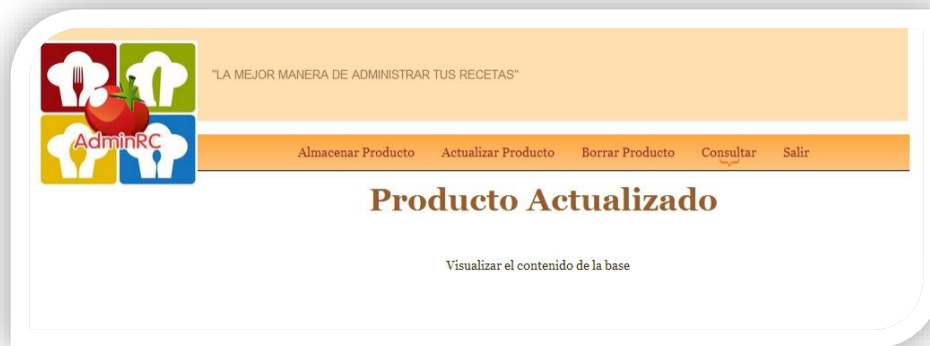 "LA MEJOR MANERA DE ADMINISTRAR TUS RECETAS"
AdminRC
Almacenar Producto Actualizar Producto Borrar Producto Consultar Salir
Producto Actualizado
Visualizar el contenido de la base